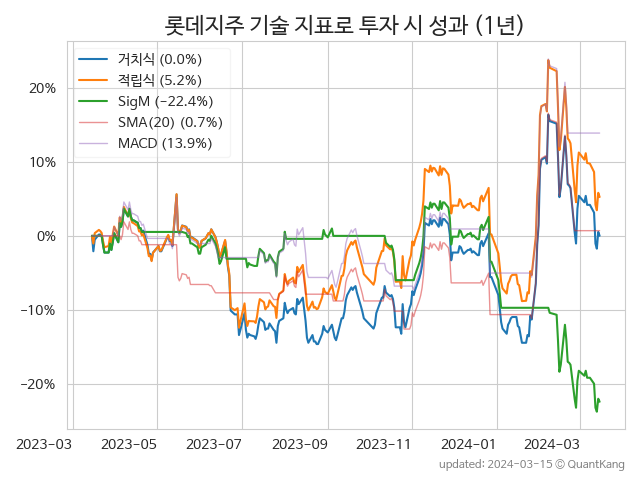 롯데지주 기술 지표로 투자 시 성과 (1년)
거치식 (0.0%)
적립식 (5.2%)
SigM (−22.4%)
SMA(20) (0.7%)
MACD (13.9%)
20%
10%
0%
−10%
−20%
2023−03
2023−05
2023−07
2023−09
2023−11
2024−01
2024−03
updated: 2024−03−15 ⓒ QuantKang